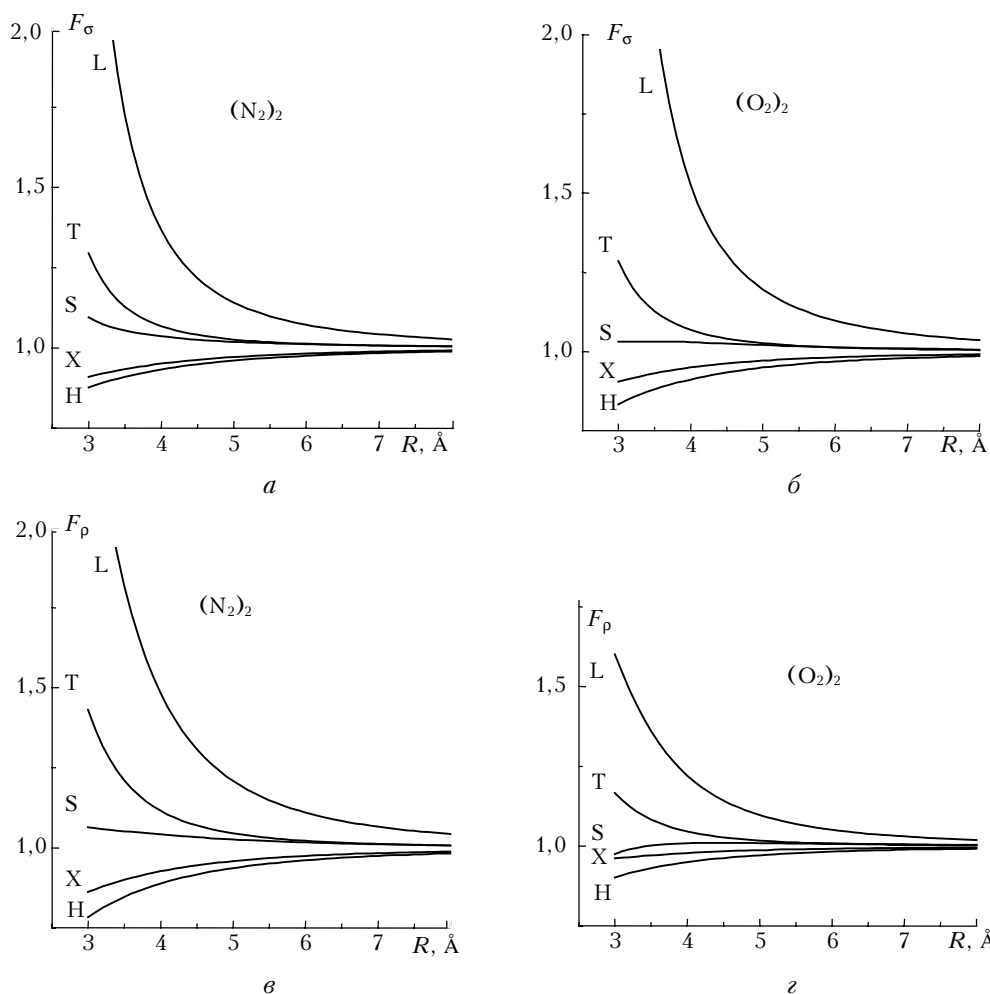 2,0 F_σ
L
(N₂)₂
1,5
T
S
1,0
X
H
3 4 5 6 7 R, Å
а
2,0 F_σ
L
(O₂)₂
1,5
T
S
1,0
X
H
3 4 5 6 7 R, Å
б
2,0 F_ρ
L
(N₂)₂
1,5
T
S
1,0
X
H
3 4 5 6 7 R, Å
в
F_ρ
L
(O₂)₂
1,5
T
S
1,0
X
H
3 4 5 6 7 R, Å
г